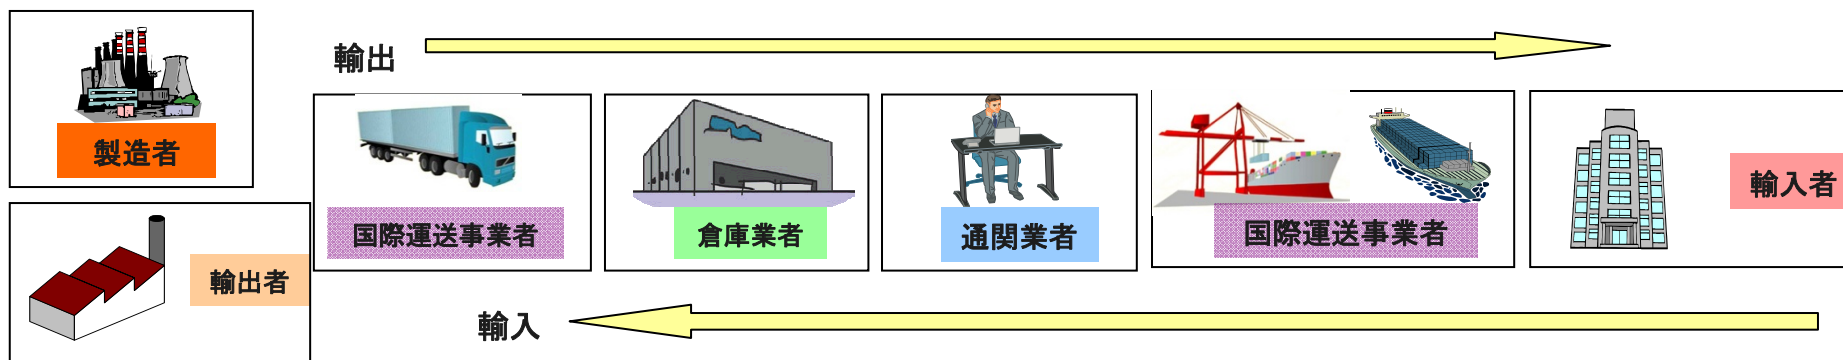 輸出
製造者
国際運送事業者
倉庫業者
通関業者
国際運送事業者
輸入者
輸出者
輸入